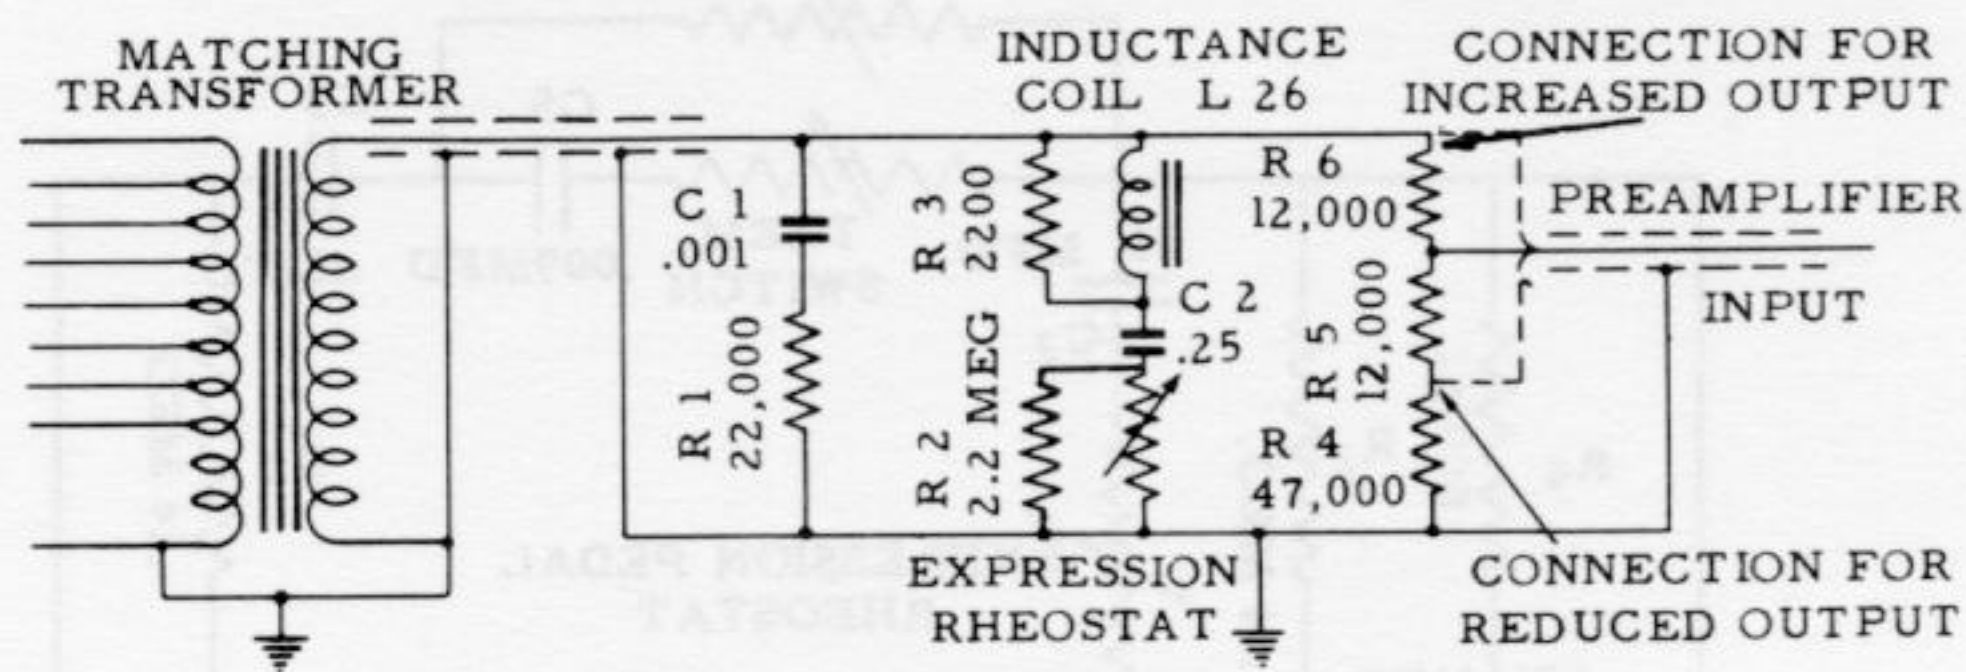 MATCHING
TRANSFORMER
INDUCTANCE
COIL L 26
CONNECTION FOR
INCREASED OUTPUT
C 1
.001
R 1
22,000
R 3
2200
R 2
2.2 MEG
C 2
.25
R 6
12,000
R 5
12,000
R 4
47,000
PREAMPLIFIER
INPUT
EXPRESSION
RHEOSTAT
CONNECTION FOR
REDUCED OUTPUT